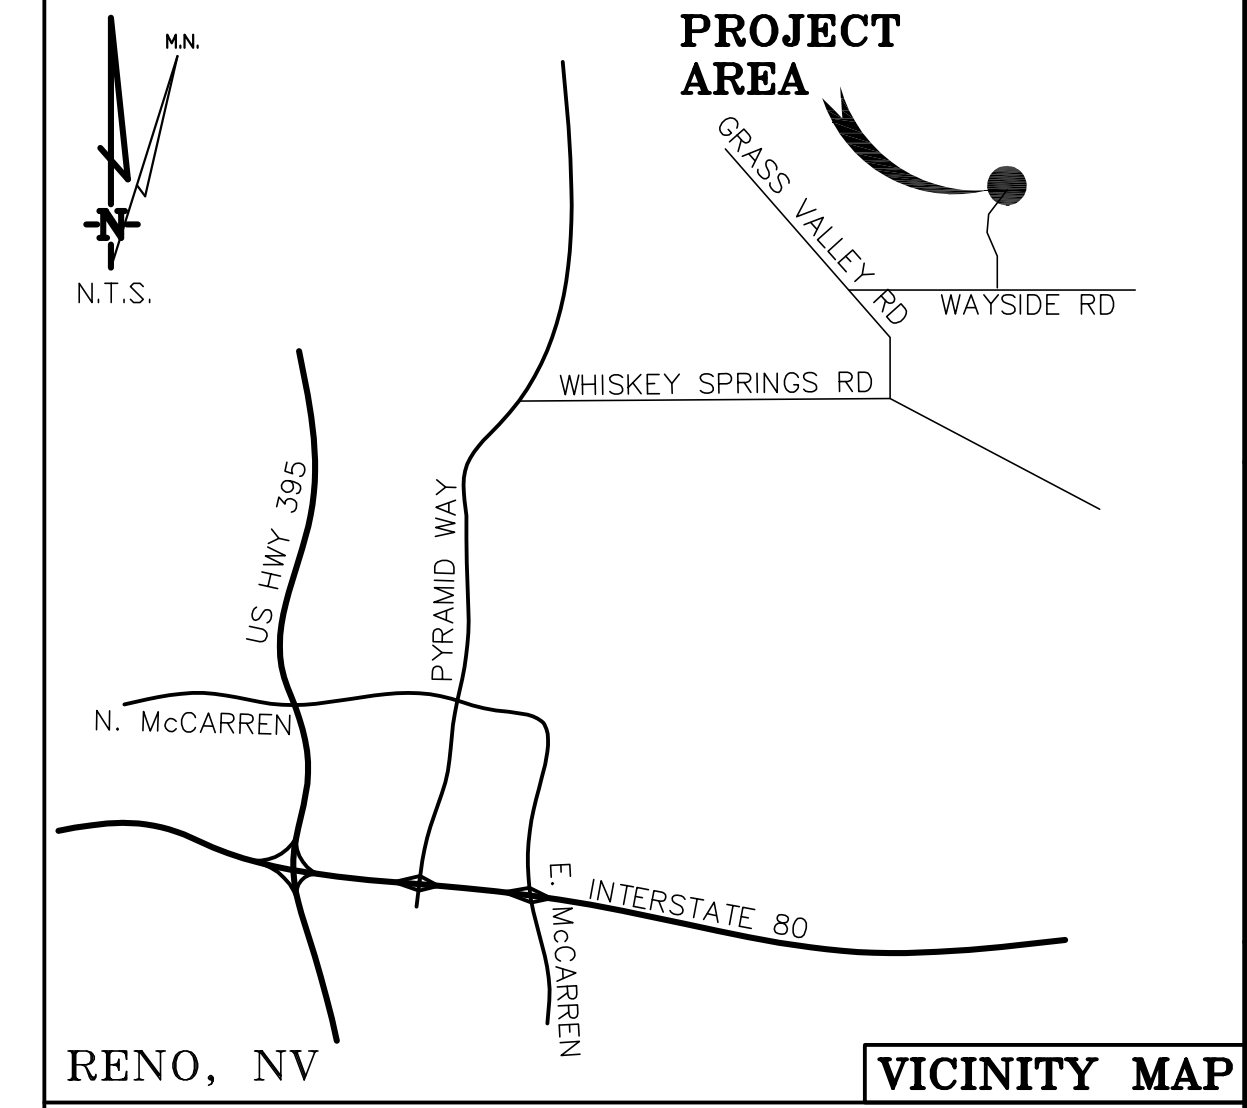 M.N.
PROJECT
AREA
N
N.T.S.
GRASS VALLEY RD
WAYSIDE RD
WHISKEY SPRINGS RD
US HWY 395
PYRAMID WAY
N. McCARREN
E. McCARREN
INTERSTATE 80
RENO, NV
VICINITY MAP